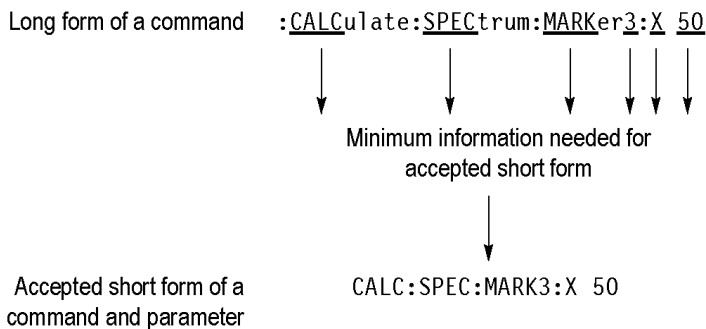 Long form of a command :CALCulate:SPECtrum:MARKer3:X 50
Minimum information needed for
accepted short form
Accepted short form of a CALC:SPEC:MARK3:X 50
command and parameter